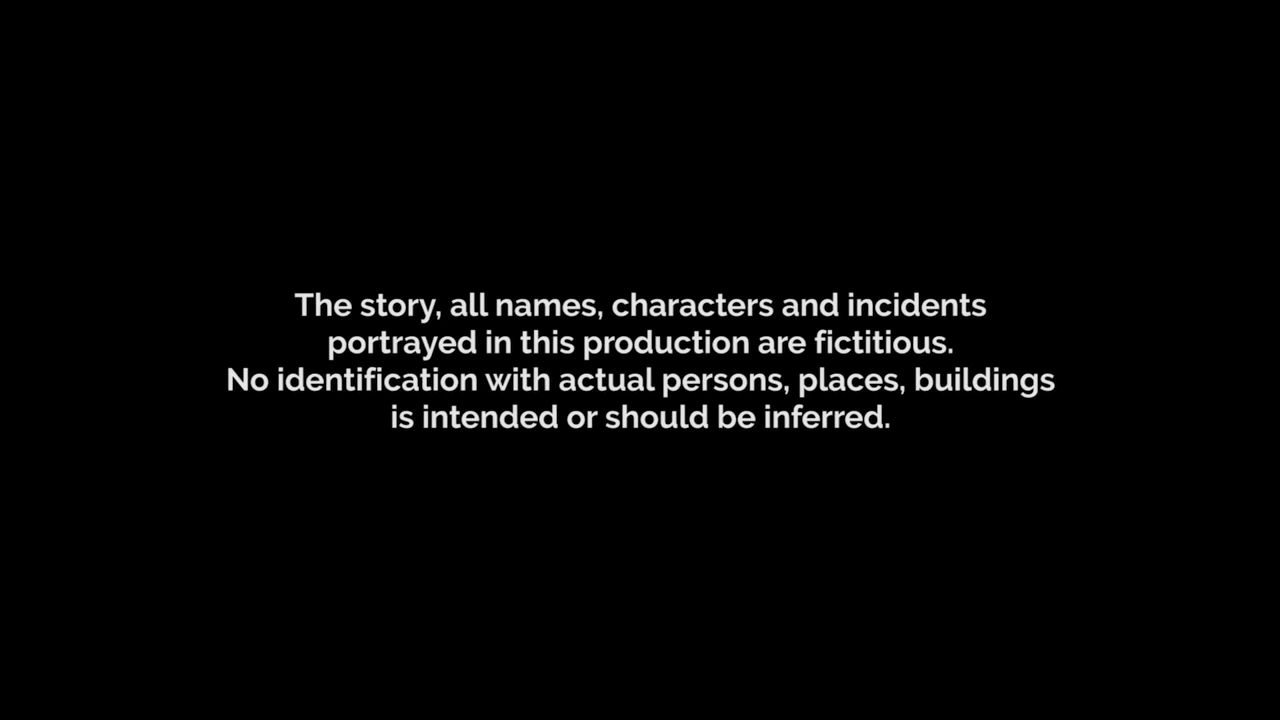 The story, all names, characters and incidents
portrayed in this production are fictitious.
No identification with actual persons, places, buildings
is intended or should be inferred.